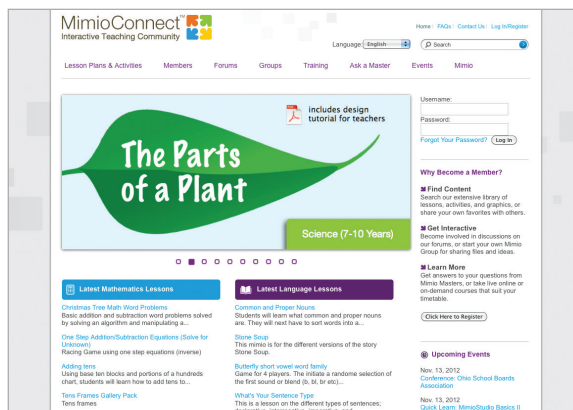 MimioConnect™
Interactive Teaching Community
Home | FAQs | Contact Us | Log In/Register
Language: English
Search
Lesson Plans & Activities Members Forums Groups Training Ask a Master Events Mimio
includes design
tutorial for teachers
The Parts
of a Plant
Science (7-10 Years)
Username:
Password:
Forgot Your Password? Log In
Why Become a Member?
Find Content
Search our extensive library of
lessons, activities, and graphics, or
share your own favorites with others.
Get Interactive
Become involved in discussions on
our forums, or start your own Mimio
Group for sharing files and ideas.
Learn More
Get answers to your questions from
Mimio Masters, or take live online or
on-demand courses that suit your
timetable.
Click Here to Register
Latest Mathematics Lessons
Christmas Tree Math Word Problems
Basic addition and subtraction word problems solved
by solving an algorithm and manipulating a...
One Step Addition/Subtraction Equations (Solve for
Unknown)
Racing Game using one step equations (inverse)
Adding tens
Using base ten blocks and portions of a hundreds
chart, students will learn how to add tens to...
Tens Frames Gallery Pack
Tens frames
Latest Language Lessons
Common and Proper Nouns
Students will learn what common and proper nouns
are. They will next have to sort words into a...
Stone Soup
This mimio is for the different versions of the story
Stone Soup.
Butterfly short vowel word family
Game for 4 players. The initiate a randome selection of
the first sound or blend (b, bl, br etc)...
What's Your Sentence Type
This is a lesson on the different types of sentences;
Upcoming Events
Nov. 13, 2012
Conference: Ohio School Boards
Association
Nov. 13, 2012
Quick Learn: MimioStudio Basics II